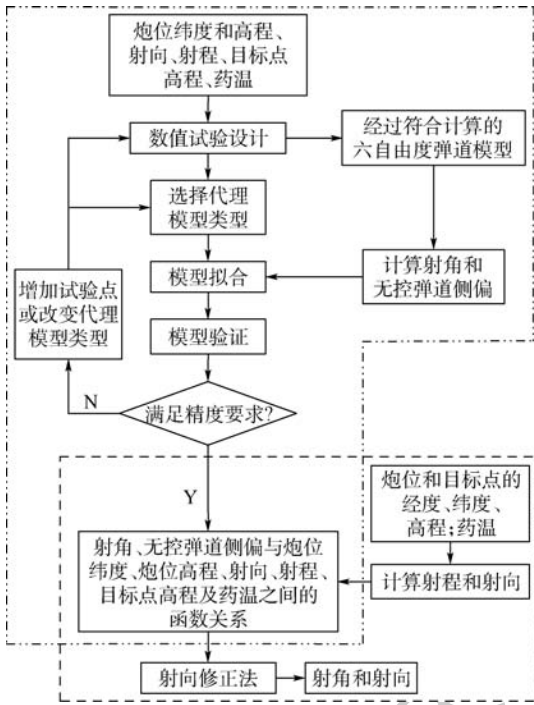 炮位纬度和高程、
射向、射程、目标点
高程、药温
数值试验设计
经过符合计算的
六自由度弹道模型
选择代理
模型类型
增加试验点
或改变代理
模型类型
模型拟合
计算射角和
无控弹道侧偏
模型验证
N
满足精度要求?
Y
炮位和目标点的
经度、纬度、
高程;药温
射角、无控弹道侧偏与炮位
纬度、炮位高程、射向、射程、
目标点高程及药温之间的
函数关系
计算射程和射向
射向修正法
射角和射向